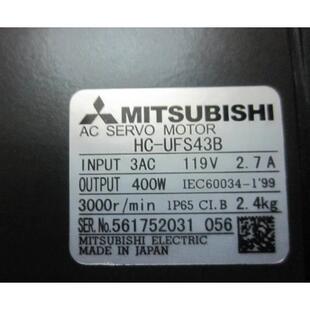 MITSUBISHI
AC SERVO MOTOR
HC-UFS43B
INPUT 3AC 119V 2.7A
OUTPUT 400W IEC60034-1'99
3000r/min IP65 CI.B 2.4kg
SER.No.561752031 056
MITSUBISHI ELECTRIC
MADE IN JAPAN